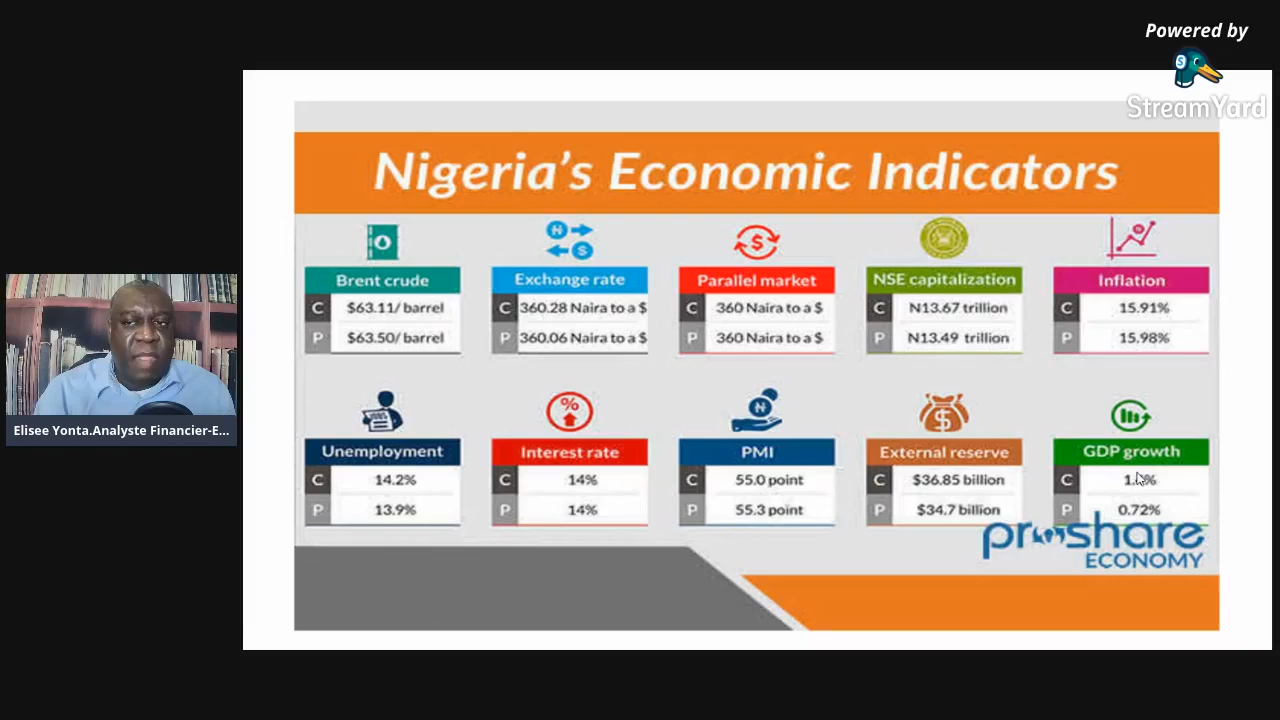 Powered by
StreamYard
Nigeria's Economic Indicators
Brent crude
C $63.11/ barrel
P $63.50/ barrel
Exchange rate
C 360.28 Naira to a $
P 360.06 Naira to a $
Parallel market
C 360 Naira to a $
P 360 Naira to a $
NSE capitalization
C N13.67 trillion
P N13.49 trillion
Inflation
C 15.91%
P 15.98%
Unemployment
C 14.2%
P 13.9%
Interest rate
C 14%
P 14%
PMI
C 55.0 point
P 55.3 point
External reserve
C $36.85 billion
P $34.7 billion
GDP growth
C
P 0.72%
proshare
ECONOMY
Elisee Yonta.Analyste Financier-E...